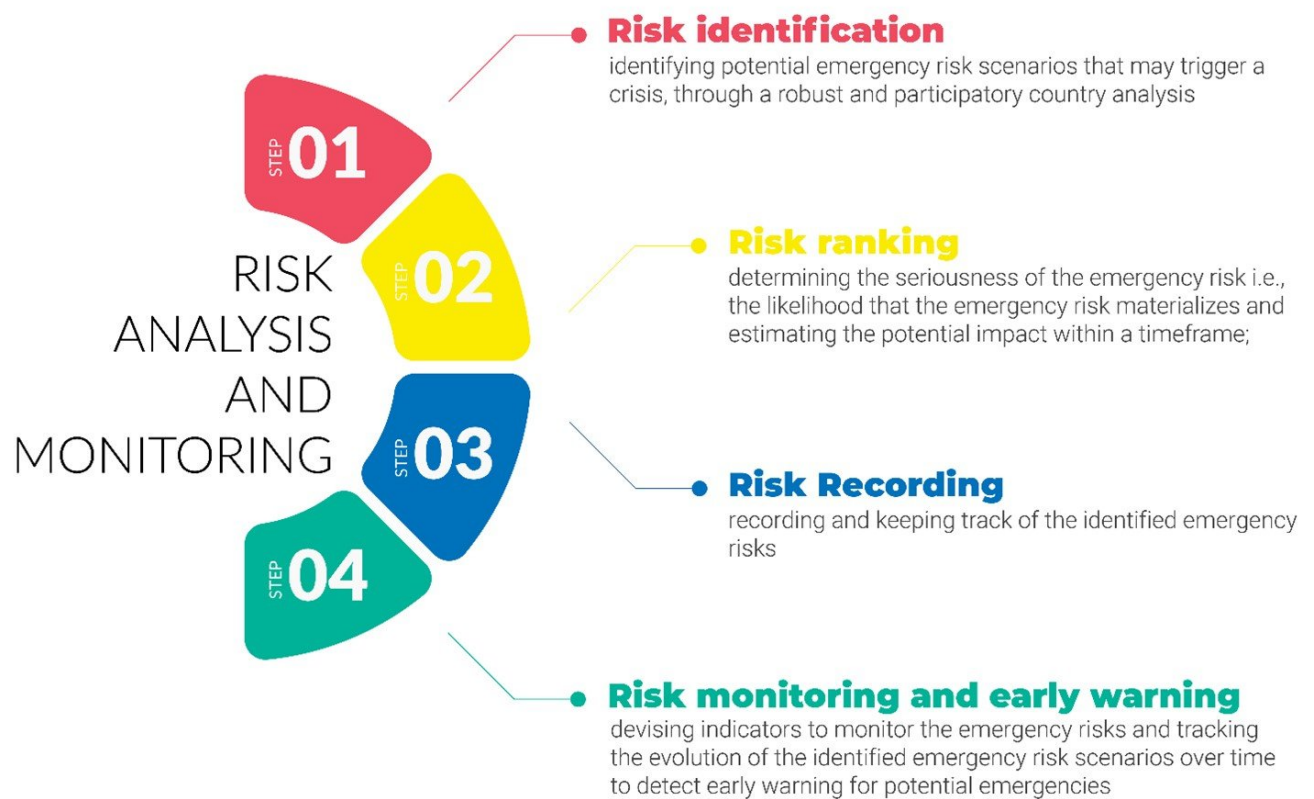 Risk identification
identifying potential emergency risk scenarios that may trigger a
crisis, through a robust and participatory country analysis
STEP 01
Risk ranking
determining the seriousness of the emergency risk i.e.,
the likelihood that the emergency risk materializes and
estimating the potential impact within a timeframe;
STEP 02
RISK
ANALYSIS
AND
MONITORING
STEP 03
Risk Recording
recording and keeping track of the identified emergency
risks
STEP 04
Risk monitoring and early warning
devising indicators to monitor the emergency risks and tracking
the evolution of the identified emergency risk scenarios over time
to detect early warning for potential emergencies